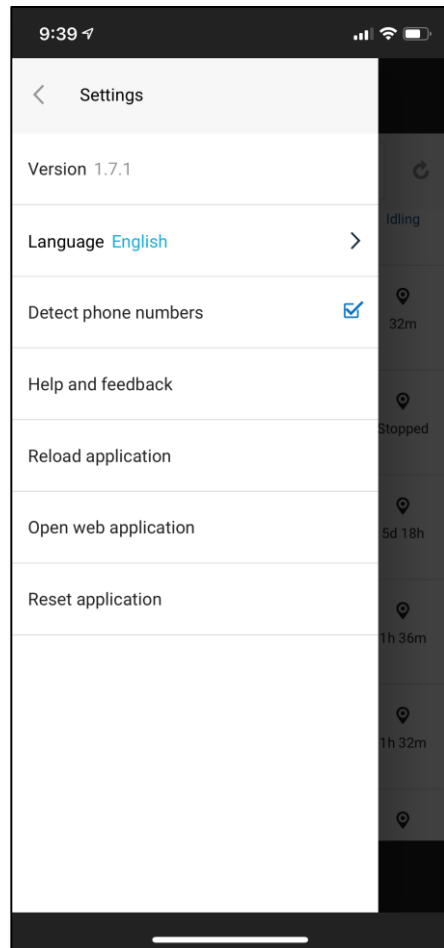 9:39
Settings
Version 1.7.1
Language English
Detect phone numbers
Help and feedback
Reload application
Open web application
Reset application
Idling
32m
Stopped
5d 18h
1h 36m
1h 32m